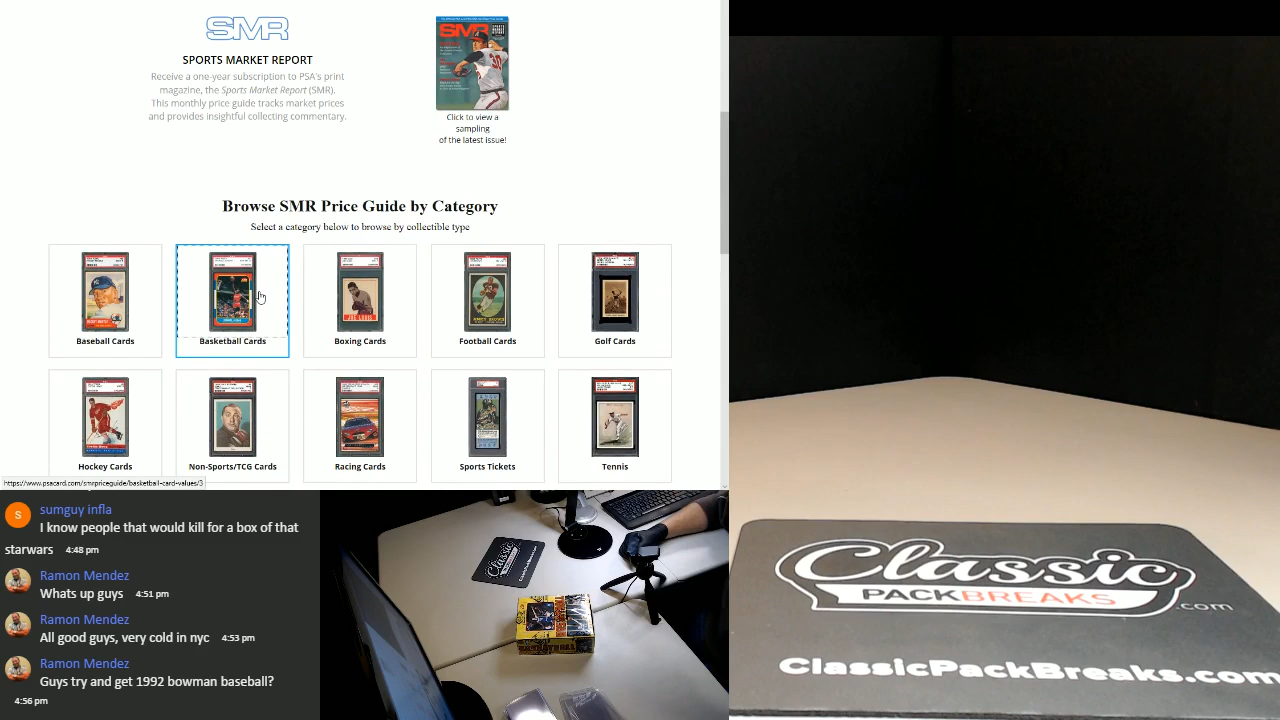 SMR
SPORTS MARKET REPORT
Receive a one-year subscription to PSA's print
magazine, the Sports Market Report (SMR).
This monthly price guide tracks market prices
and provides insightful collecting commentary.
SMR
Click to view a
sampling
of the latest issue!
Browse SMR Price Guide by Category
Select a category below to browse by collectible type
Baseball Cards
Basketball Cards
Boxing Cards
Football Cards
Golf Cards
Hockey Cards
Non-Sports/TCG Cards
Racing Cards
Sports Tickets
Tennis
https://www.psacard.com/smrpriceguide/basketball-card-values/3
S
sumguy infla
I know people that would kill for a box of that
starwars 4:48 pm
Ramon Mendez
Whats up guys 4:51 pm
Ramon Mendez
All good guys, very cold in nyc 4:53 pm
Ramon Mendez
Guys try and get 1992 bowman baseball?
4:56 pm
Classic
BASKETBALL
Classic
PACKBREAKS
.com
ClassicPackBreaks.com